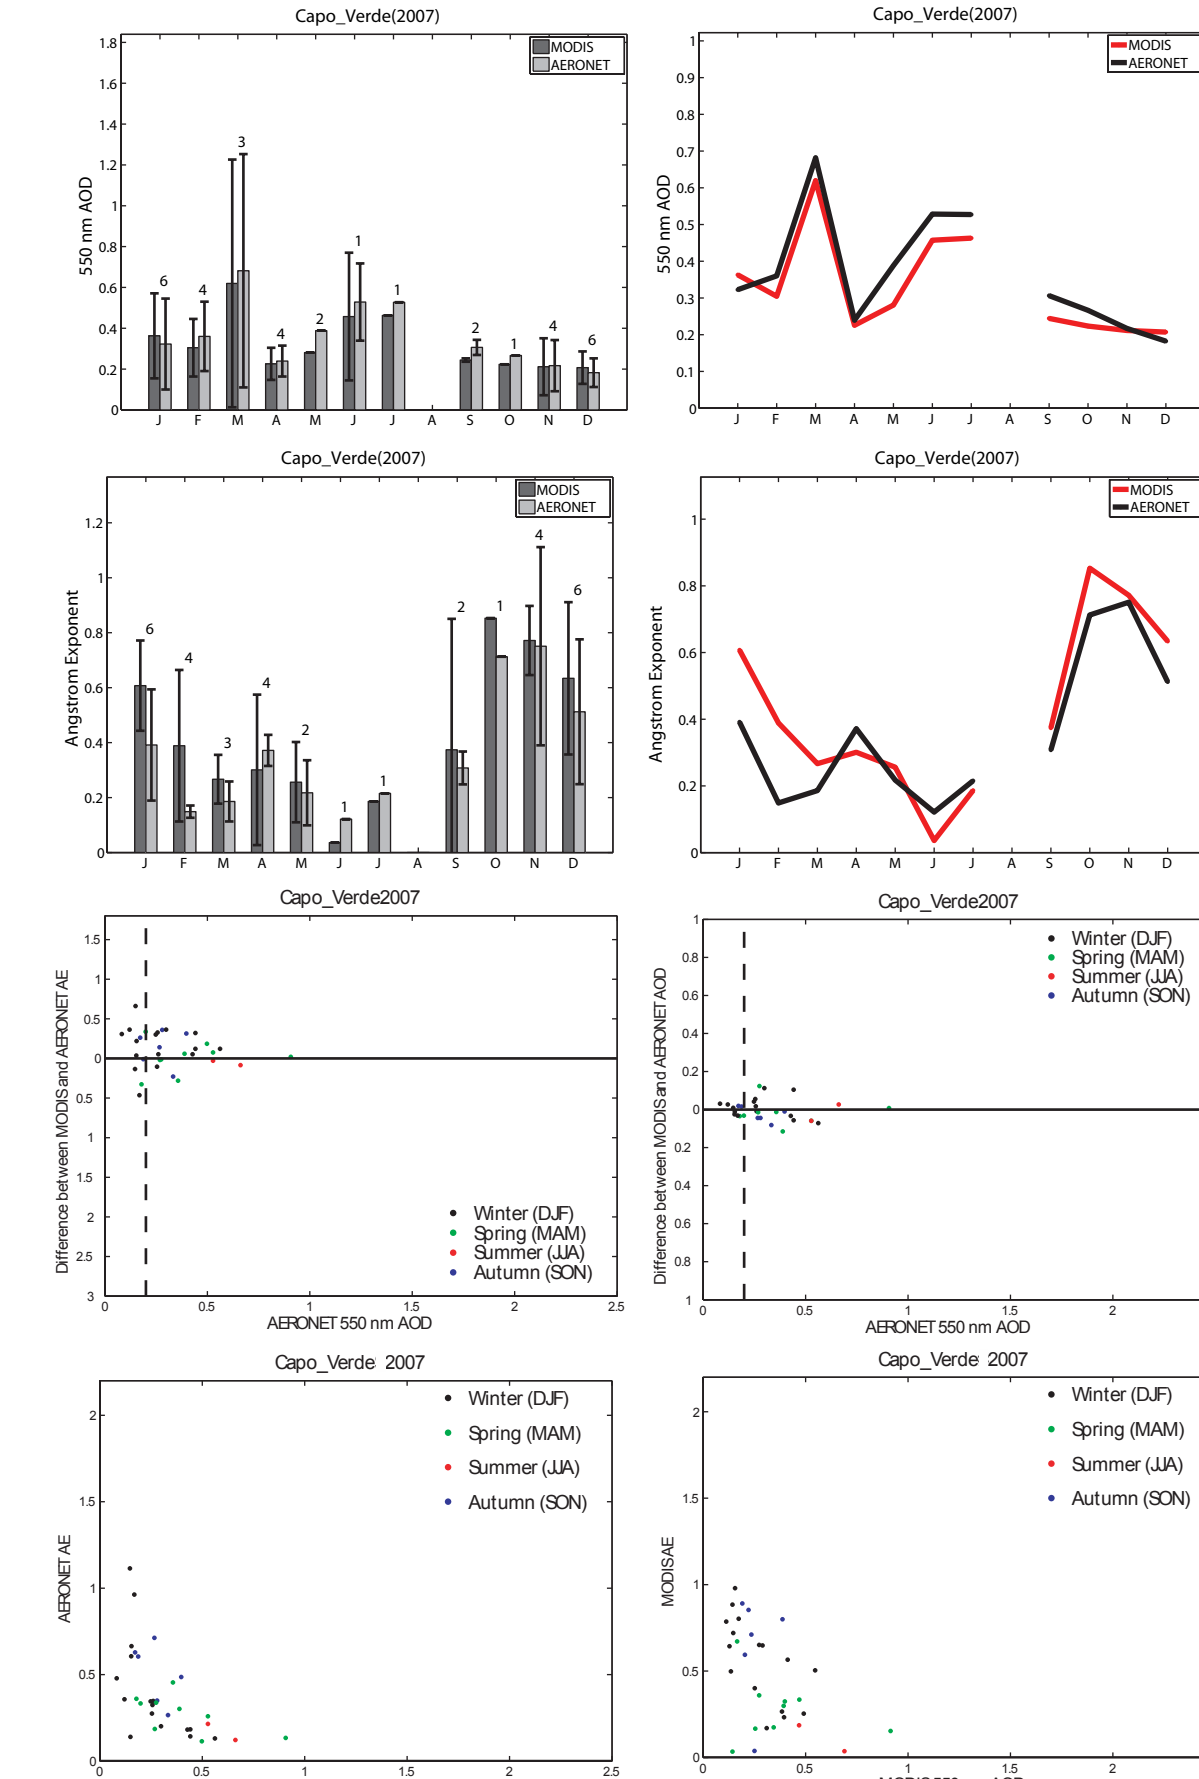 Capo_Verde(2007)
1.8
1.6
1.4
1.2
1
0.8
0.6
0.4
0.2
0
550 nm AOD
MODIS
AERONET
6
4
3
4
2
1
1
2
1
4
6
J F M A M J J A S O N D
Capo_Verde(2007)
1
0.9
0.8
0.7
0.6
0.5
0.4
0.3
0.2
0.1
0
550 nm AOD
MODIS
AERONET
J F M A M J J A S O N D
Capo_Verde(2007)
1.2
1
0.8
0.6
0.4
0.2
0
Angstrom Exponent
MODIS
AERONET
6
4
3
4
2
1
1
2
1
4
6
J F M A M J J A S O N D
Capo_Verde(2007)
1
0.8
0.6
0.4
0.2
0
Angstrom Exponent
MODIS
AERONET
J F M A M J J A S O N D
Capo_Verde2007
1.5
1
0.5
0
0.5
1
1.5
2
2.5
3
Difference between MODIS and AERONET AE
Winter (DJF)
Spring (MAM)
Summer (JJA)
Autumn (SON)
0 0.5 1 1.5 2 2.5
AERONET 550 nm AOD
Capo_Verde2007
1
0.8
0.6
0.4
0.2
0
0.2
0.4
0.6
0.8
1
Difference between MODIS and AERONET AOD
Winter (DJF)
Spring (MAM)
Summer (JJA)
Autumn (SON)
0 0.5 1 1.5 2
AERONET 550 nm AOD
Capo_Verde 2007
2
1.5
1
0.5
0
AERONET AE
Winter (DJF)
Spring (MAM)
Summer (JJA)
Autumn (SON)
0 0.5 1 1.5 2 2.5
Capo_Verde 2007
2
1.5
1
0.5
0
MODIS AE
Winter (DJF)
Spring (MAM)
Summer (JJA)
Autumn (SON)
0 0.5 1 1.5 2